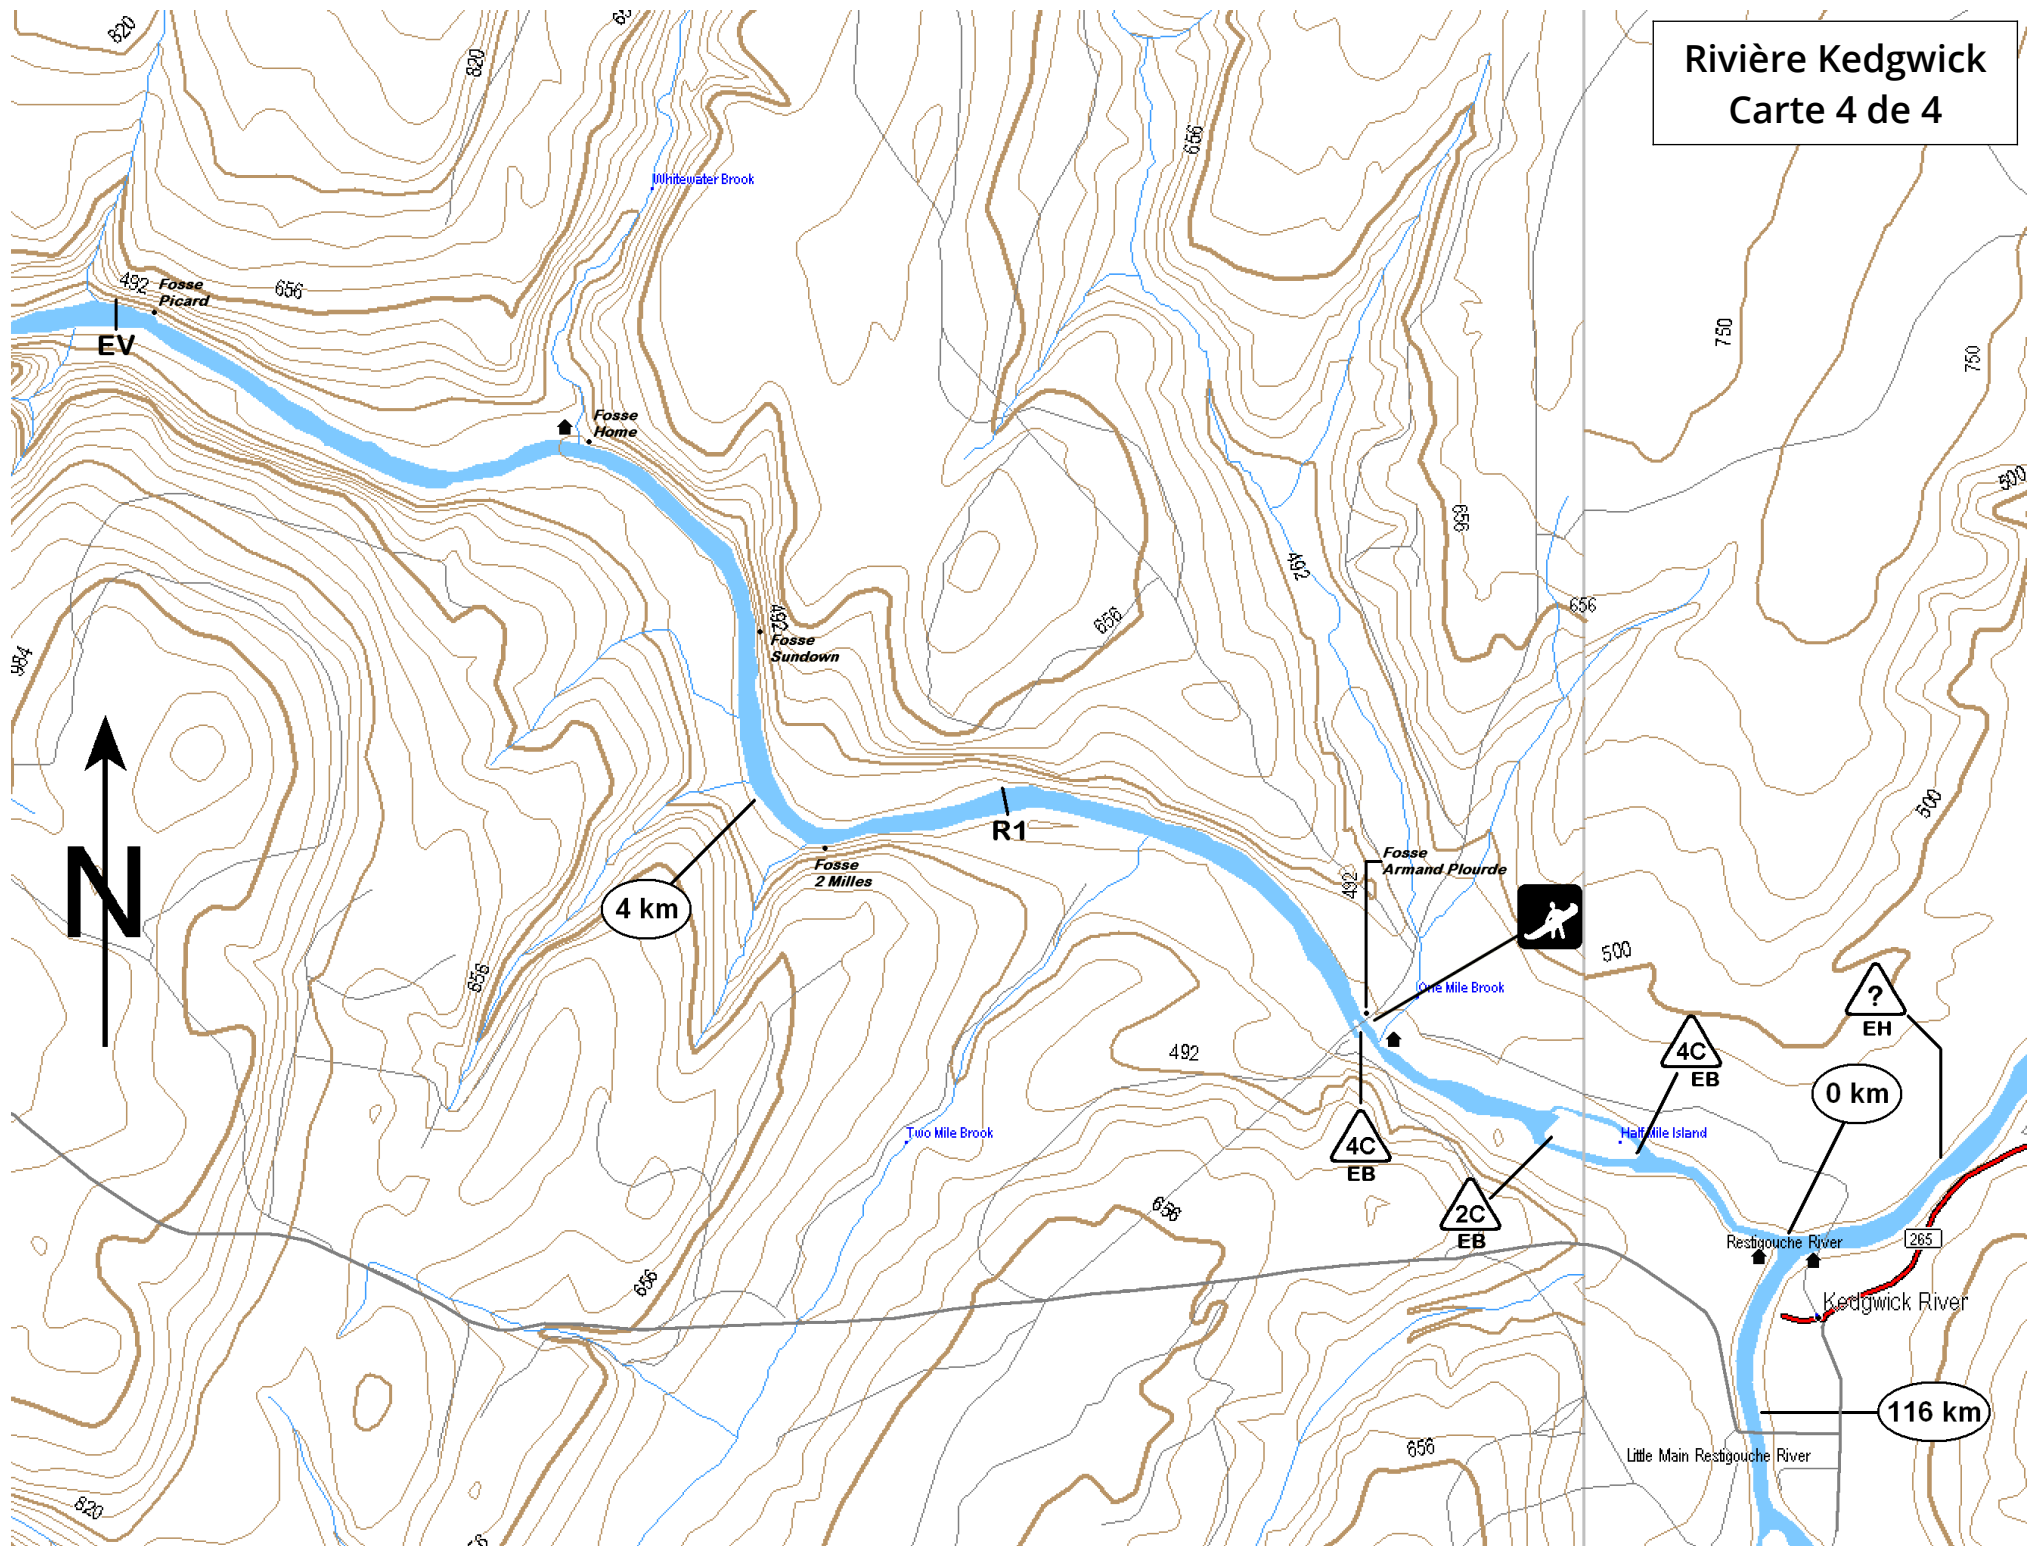 Rivière Kedgwick
Carte 4 de 4
820
820
656
Whitewater Brook
492
Fosse
Picard
656
EV
750
750
Fosse
Home
500
656
492
656
656
492
Fosse
Sundown
656
984
500
R1
Fosse
2 Milles
Fosse
Armand Plourde
492
4 km
N
656
500
One Mile Brook
?
EH
492
4C
EB
0 km
Two Mile Brook
Half Mile Island
4C
EB
656
2C
EB
Restigouche River
265
656
Kedgwick River
116 km
656
Little Main Restigouche River
820